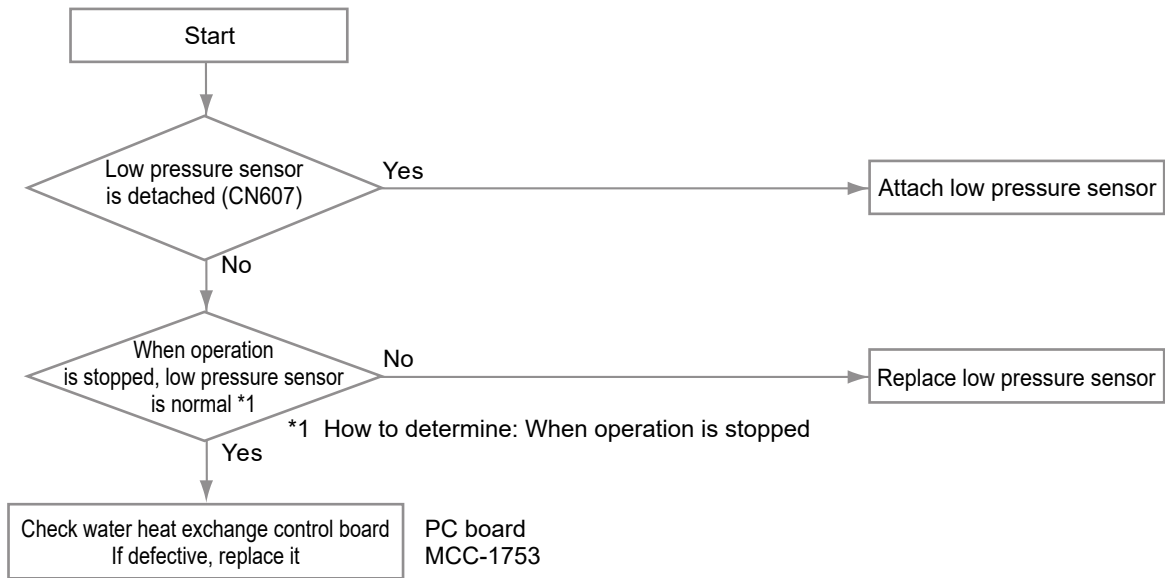 Start
Low pressure sensor
is detached (CN607)
Yes
Attach low pressure sensor
No
When operation
is stopped, low pressure sensor
is normal *1
No
Replace low pressure sensor
*1 How to determine: When operation is stopped
Yes
Check water heat exchange control board
If defective, replace it
PC board
MCC-1753